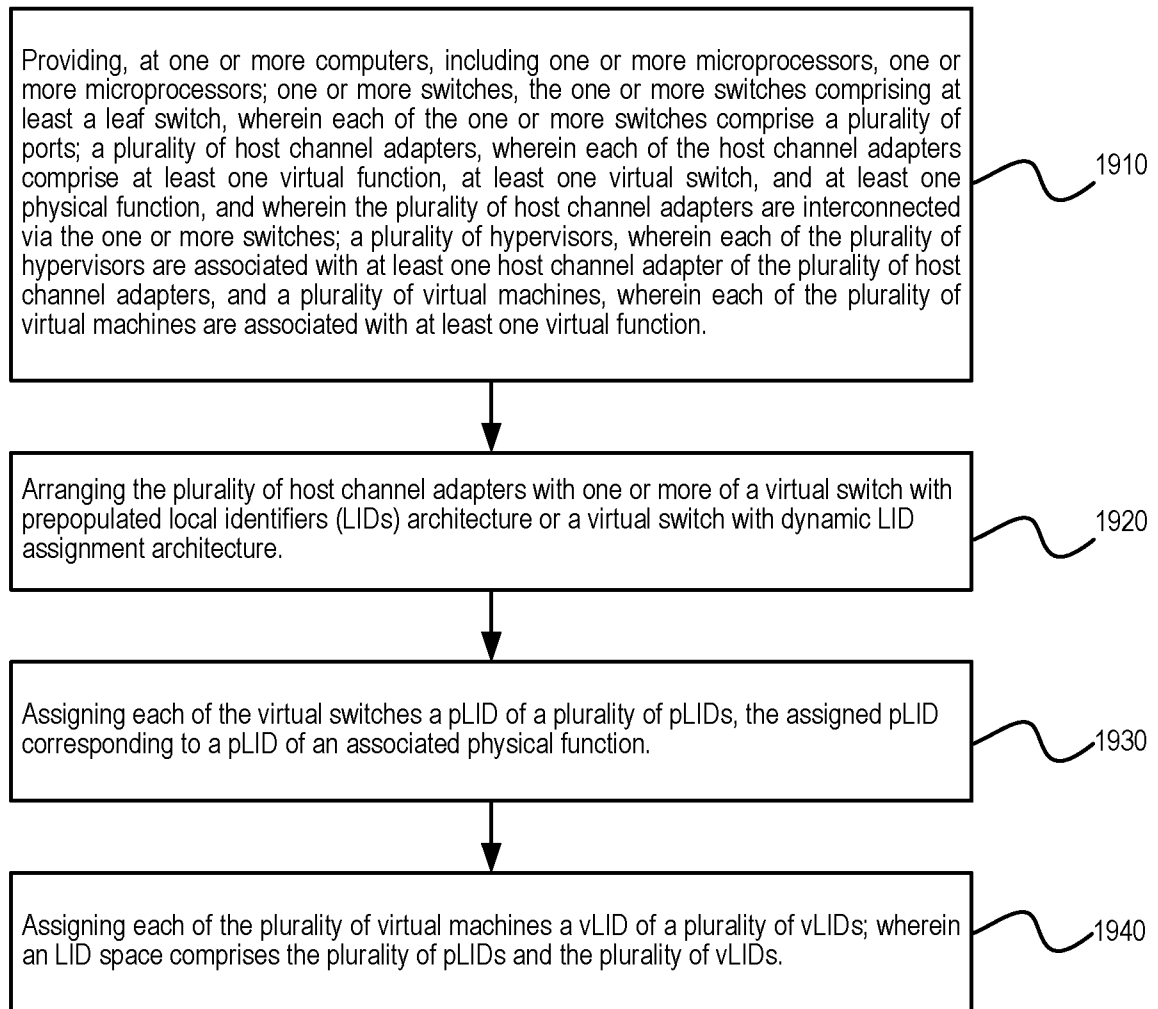 Providing, at one or more computers, including one or more microprocessors, one or
more microprocessors; one or more switches, the one or more switches comprising at
least a leaf switch, wherein each of the one or more switches comprise a plurality of
ports; a plurality of host channel adapters, wherein each of the host channel adapters
comprise at least one virtual function, at least one virtual switch, and at least one
physical function, and wherein the plurality of host channel adapters are interconnected
via the one or more switches; a plurality of hypervisors, wherein each of the plurality of
hypervisors are associated with at least one host channel adapter of the plurality of host
channel adapters, and a plurality of virtual machines, wherein each of the plurality of
virtual machines are associated with at least one virtual function.
1910
Arranging the plurality of host channel adapters with one or more of a virtual switch with
prepopulated local identifiers (LIDs) architecture or a virtual switch with dynamic LID
assignment architecture.
1920
Assigning each of the virtual switches a pLID of a plurality of pLIDs, the assigned pLID
corresponding to a pLID of an associated physical function.
1930
Assigning each of the plurality of virtual machines a vLID of a plurality of vLIDs; wherein
an LID space comprises the plurality of pLIDs and the plurality of vLIDs.
1940